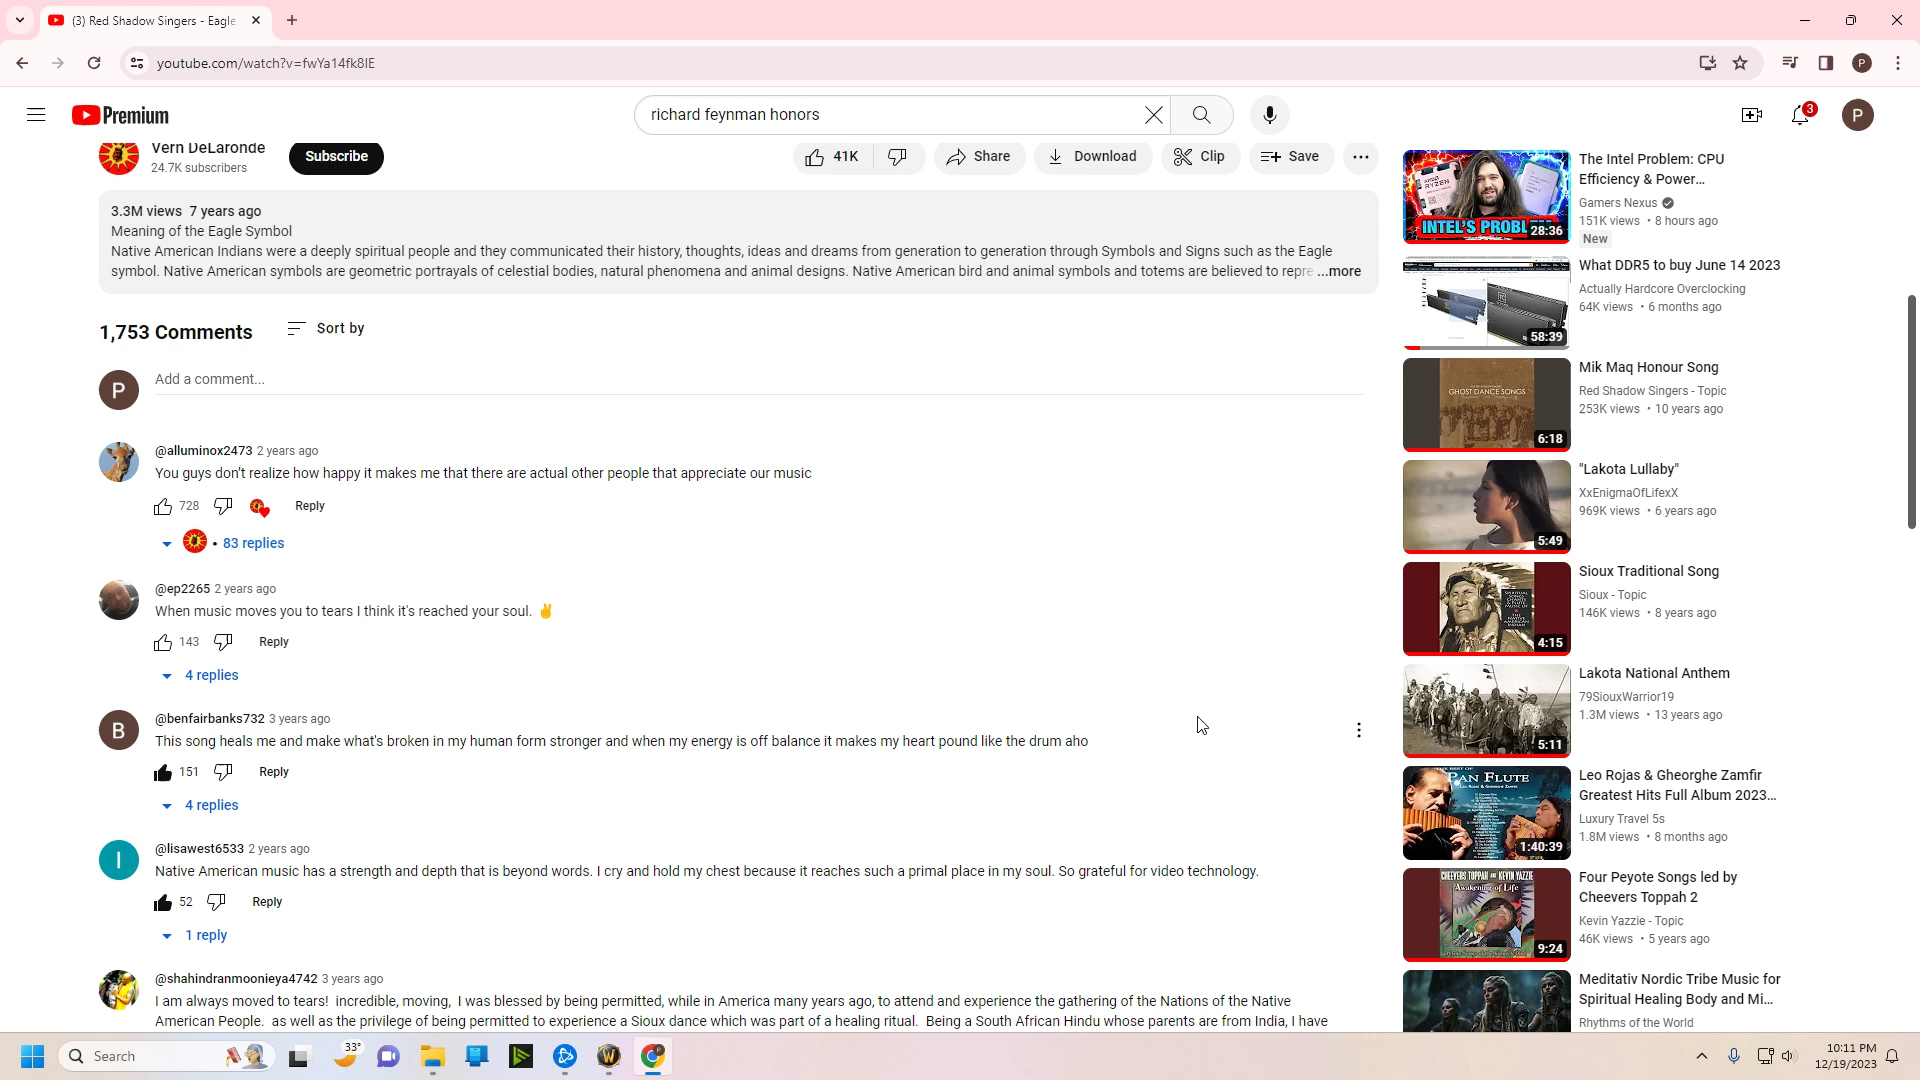 (3) Red Shadow Singers - Eagle
youtube.com/watch?v=fwYa14fk8lE
P
Premium
richard feynman honors
3
P
Vern DeLaronde
24.7K subscribers
Subscribe
41K
Share
Download
Clip
Save
3.3M views 7 years ago
Meaning of the Eagle Symbol
Native American Indians were a deeply spiritual people and they communicated their history, thoughts, ideas and dreams from generation to generation through Symbols and Signs such as the Eagle
symbol. Native American symbols are geometric portrayals of celestial bodies, natural phenomena and animal designs. Native American bird and animal symbols and totems are believed to repre ...more
1,753 Comments
Sort by
P
Add a comment...
@alluminox2473 2 years ago
You guys don't realize how happy it makes me that there are actual other people that appreciate our music
728
Reply
• 83 replies
@ep2265 2 years ago
When music moves you to tears I think it's reached your soul. ✌
143
Reply
4 replies
B
@benfairbanks732 3 years ago
This song heals me and make what's broken in my human form stronger and when my energy is off balance it makes my heart pound like the drum aho
151
Reply
4 replies
l
@lisawest6533 2 years ago
Native American music has a strength and depth that is beyond words. I cry and hold my chest because it reaches such a primal place in my soul. So grateful for video technology.
52
Reply
1 reply
@shahindranmoonieya4742 3 years ago
I am always moved to tears! incredible, moving, I was blessed by being permitted, while in America many years ago, to attend and experience the gathering of the Nations of the Native
American People. as well as the privilege of being permitted to experience a Sioux dance which was part of a healing ritual. Being a South African Hindu whose parents are from India, I have
INTEL'S PROBL
28:36
The Intel Problem: CPU
Efficiency & Power...
Gamers Nexus
151K views • 8 hours ago
New
58:39
What DDR5 to buy June 14 2023
Actually Hardcore Overclocking
64K views • 6 months ago
GHOST DANCE SONGS
6:18
Mik Maq Honour Song
Red Shadow Singers - Topic
253K views • 10 years ago
5:49
"Lakota Lullaby"
XxEnigmaOfLifexX
969K views • 6 years ago
4:15
Sioux Traditional Song
Sioux - Topic
146K views • 8 years ago
5:11
Lakota National Anthem
79SiouxWarrior19
1.3M views • 13 years ago
PAN FLUTE
LEO ROJAS & GHEORGHE ZAMFIR
1:40:39
Leo Rojas & Gheorghe Zamfir
Greatest Hits Full Album 2023...
Luxury Travel 5s
1.8M views • 8 months ago
CHEEVERS TOPPAH AND KEVIN YAZZIE
Awakening of Life
9:24
Four Peyote Songs led by
Cheevers Toppah 2
Kevin Yazzie - Topic
46K views • 5 years ago
Meditativ Nordic Tribe Music for
Spiritual Healing Body and Mi...
Rhythms of the World
Search
33°
10:11 PM
12/19/2023